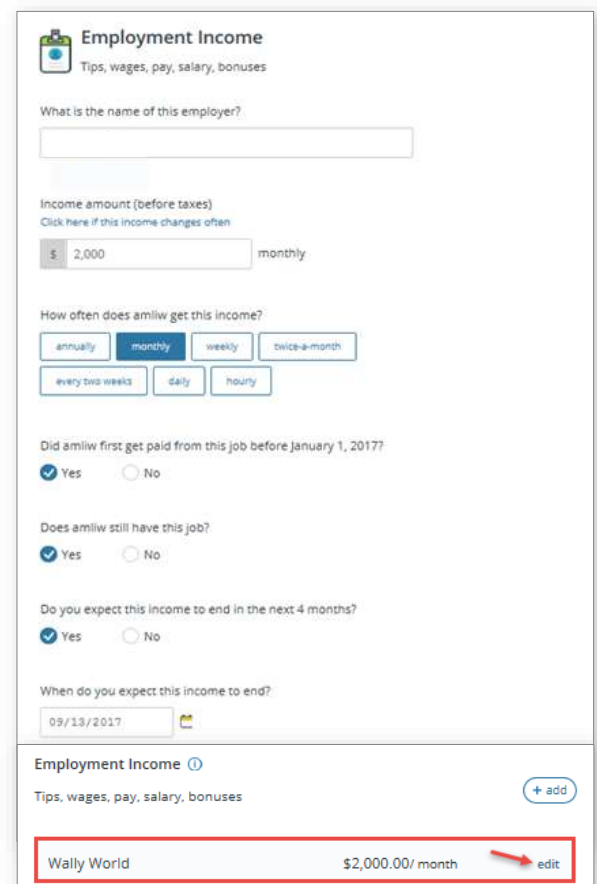 Employment Income
Tips, wages, pay, salary, bonuses
What is the name of this employer?
Income amount (before taxes)
Click here if this income changes often
$ 2,000 monthly
How often does amliw get this income?
annually monthly weekly twice-a-month
every two weeks daily hourly
Did amliw first get paid from this job before January 1, 2017?
Yes No
Does amliw still have this job?
Yes No
Do you expect this income to end in the next 4 months?
Yes No
When do you expect this income to end?
09/13/2017
Employment Income
+ add
Tips, wages, pay, salary, bonuses
Wally World $2,000.00/ month edit